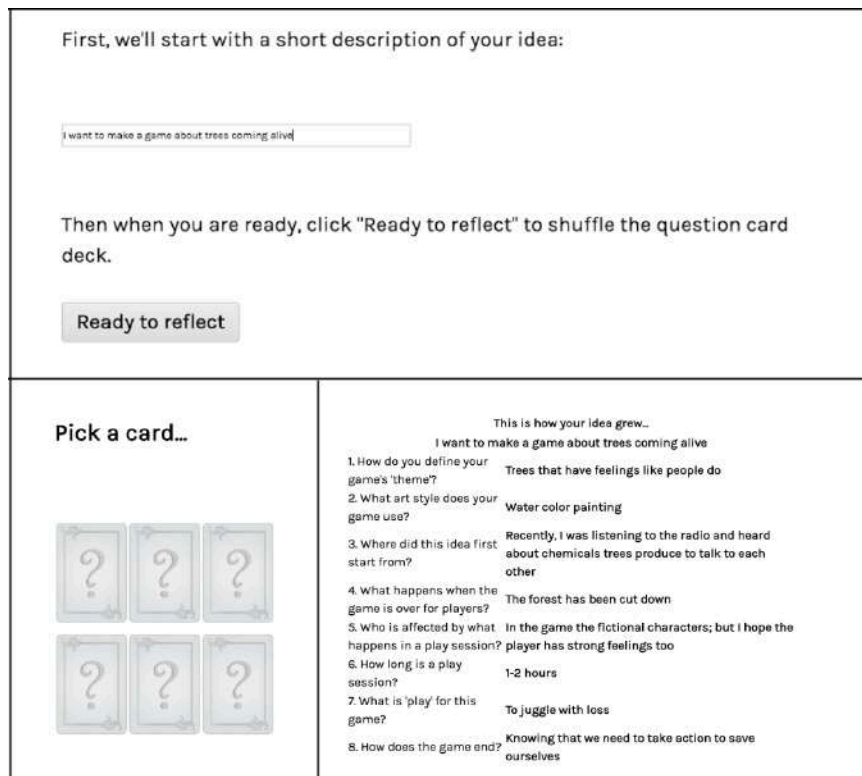 First, we'll start with a short description of your idea:
I want to make a game about trees coming alive
Then when you are ready, click "Ready to reflect" to shuffle the question card
deck.
Ready to reflect
Pick a card...
?
?
?
?
?
?
This is how your idea grew...
I want to make a game about trees coming alive
1. How do you define your
game's 'theme'?
Trees that have feelings like people do
2. What art style does your
game use?
Water color painting
3. Where did this idea first
start from?
Recently, I was listening to the radio and heard
about chemicals trees produce to talk to each
other
4. What happens when the
game is over for players?
The forest has been cut down
5. Who is affected by what
happens in a play session?
In the game the fictional characters; but I hope the
player has strong feelings too
6. How long is a play
session?
1-2 hours
7. What is 'play' for this
game?
To juggle with loss
8. How does the game end?
Knowing that we need to take action to save
ourselves